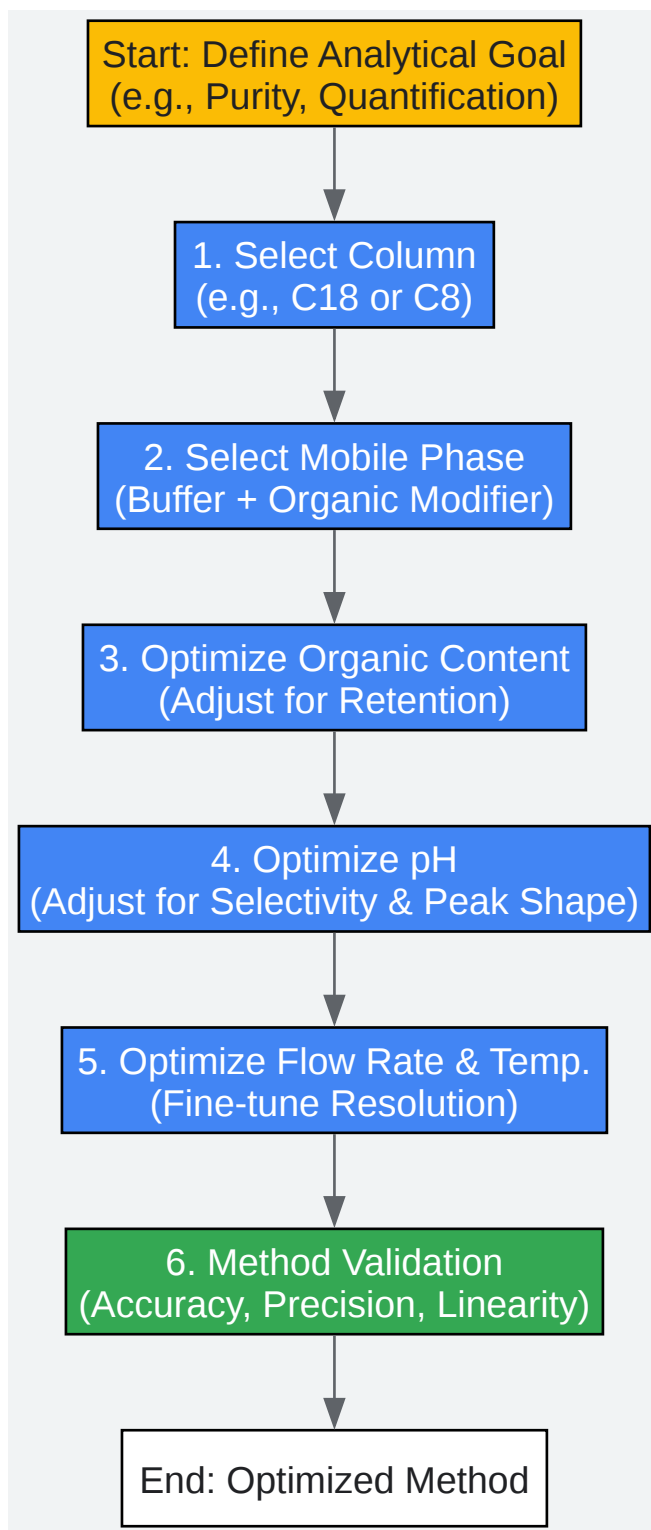 Start: Define Analytical Goal
(e.g., Purity, Quantification)
1. Select Column
(e.g., C18 or C8)
2. Select Mobile Phase
(Buffer + Organic Modifier)
3. Optimize Organic Content
(Adjust for Retention)
4. Optimize pH
(Adjust for Selectivity & Peak Shape)
5. Optimize Flow Rate & Temp.
(Fine-tune Resolution)
6. Method Validation
(Accuracy, Precision, Linearity)
End: Optimized Method